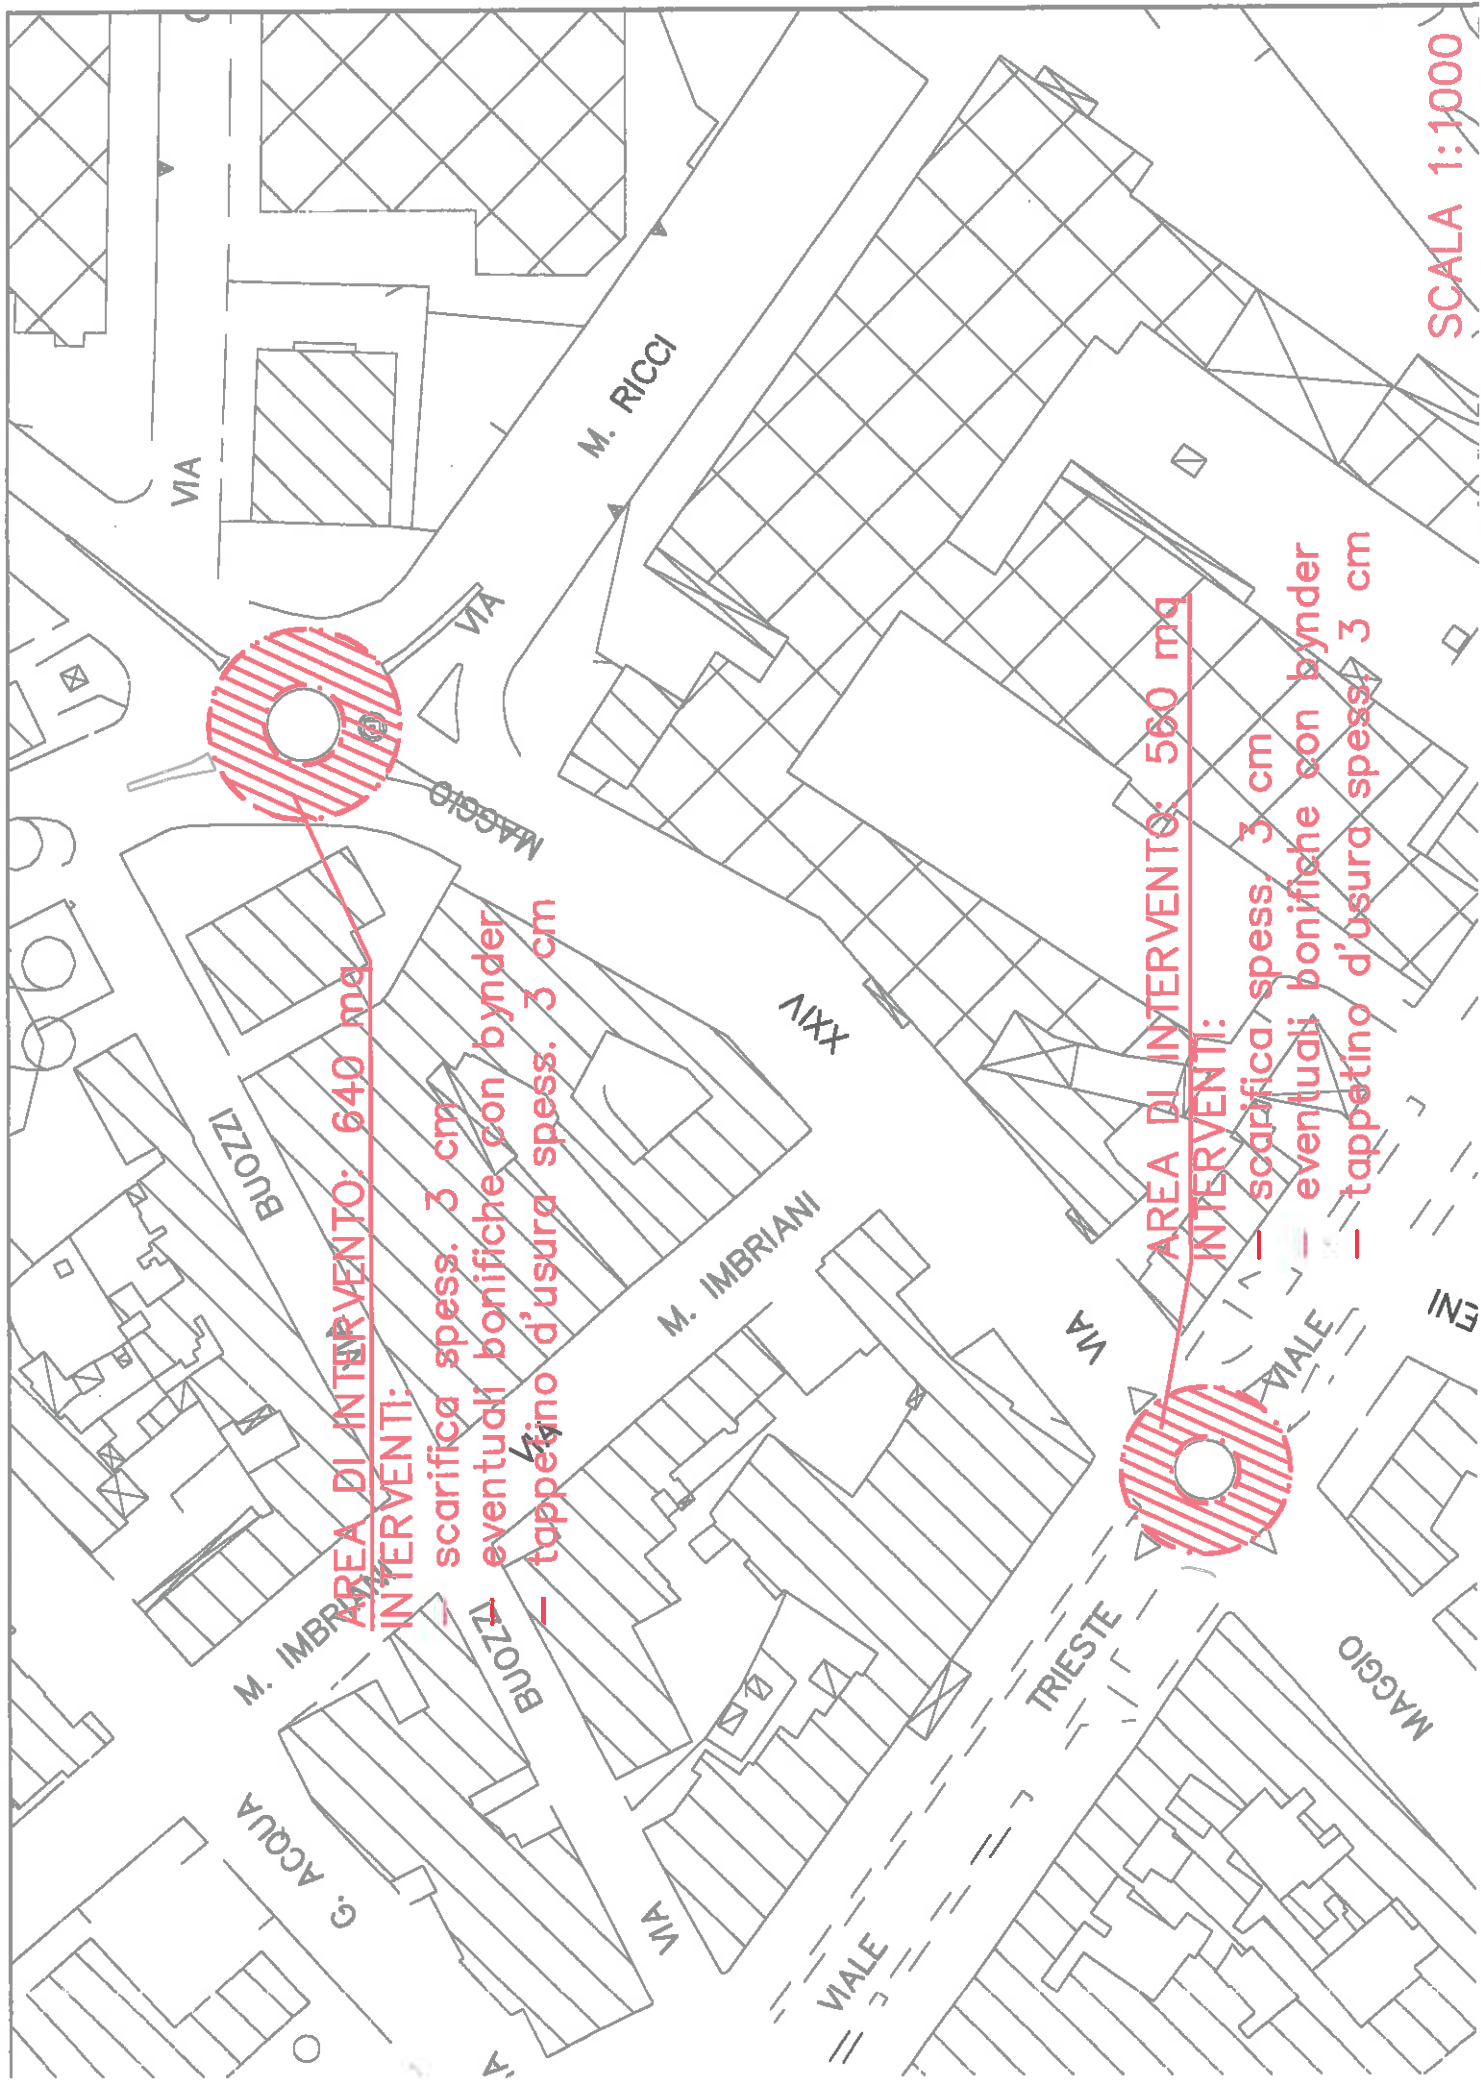 AREA DI INTERVENTO: 640 mq
INTERVENTI:
- scarifica spess. 3 cm
- eventuali bonifiche con bynder
- tappetino d'usura spess. 3 cm
AREA DI INTERVENTO: 560 mq
INTERVENTI:
- scarifica spess. 3 cm
- eventuali bonifiche con bynder
- tappetino d'usura spess. 3 cm
SCALA 1:1000
VIA
VIA
M. RICCI
MAGGIO
XXIV
VIA
BUOZZI
VIA
M. IMBRIANI
VIA
M. IMBRIANI
BUOZZI
VIA
G. ACQUA
VIALE
TRIESTE
VIALE
MAGGIO
ENI